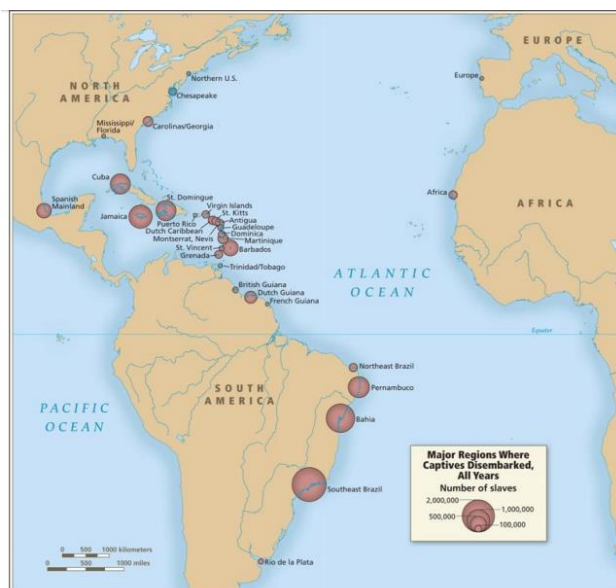 EUROPE
NORTH
AMERICA
Northern U.S.
Europe
Chesapeake
Mississippi/
Florida
Carolinas/Georgia
Cuba
St. Domingue
Virgin Islands
Spanish
Mainland
St. Kitts
Africa
AFRICA
Jamaica
Antigua
Puerto Rico
Guadeloupe
Dutch Caribbean
Dominica
Montserrat, Nevis
Martinique
St. Vincent
Barbados
Grenada
Trinidad/Tobago
ATLANTIC
OCEAN
British Guiana
Dutch Guiana
French Guiana
Equator
Northeast Brazil
SOUTH
AMERICA
Pernambuco
PACIFIC
OCEAN
Bahia
Major Regions Where
Captives Disembarked,
All Years
Number of slaves
2,000,000
1,000,000
500,000
100,000
Southeast Brazil
0 500 1000 kilometers
0 500 1000 miles
Rio de la Plata